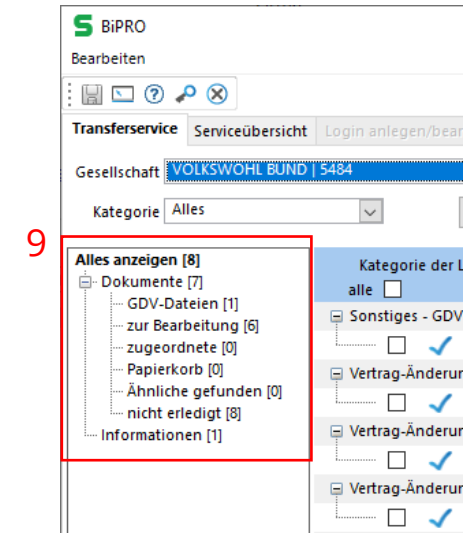 BiPRO
Bearbeiten
Transferservice Serviceübersicht Login anlegen/bear
Gesellschaft VOLKSWOHL BUND | 5484
Kategorie Alles
9
Alles anzeigen [8]
Dokumente [7]
GDV-Dateien [1]
zur Bearbeitung [6]
zugeordnete [0]
Papierkorb [0]
Ähnliche gefunden [0]
nicht erledigt [8]
Informationen [1]
Kategorie der L
alle
Sonstiges - GDV
Vertrag-Änderun
Vertrag-Änderun
Vertrag-Änderun